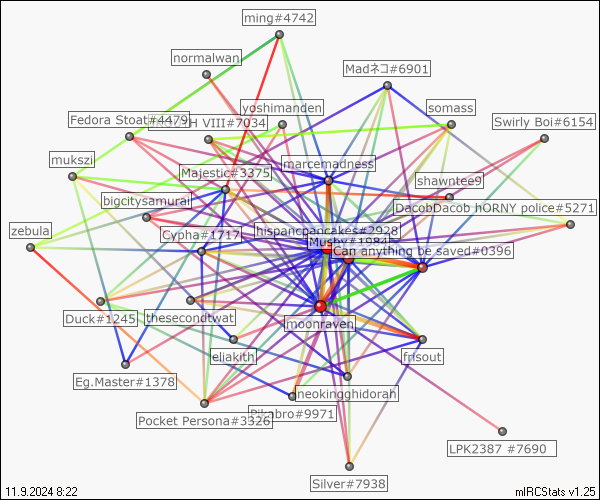 ming#4742
normalwan
Madネコ#6901
yoshimanden
somass
Fedora Stoat#4479
VIII#7034
Swirly Boi#6154
mukszi
marcemadness
Majestic#3375
shawntee9
bigcitysamurai
DacobDacob HORNY police#5271
zebula
Cypha#1717
hispancpancakes#2928
Mushy#1984
Can anything be saved#0396
Duck#1245
thesecondtwat
moonraven
eliakith
frisout
Eg.Master#1378
neokingghidorah
Pikabro#9971
Pocket Persona#3326
LPK2387 #7690
Silver#7938
11.9.2024 8:22
mIRCStats v1.25